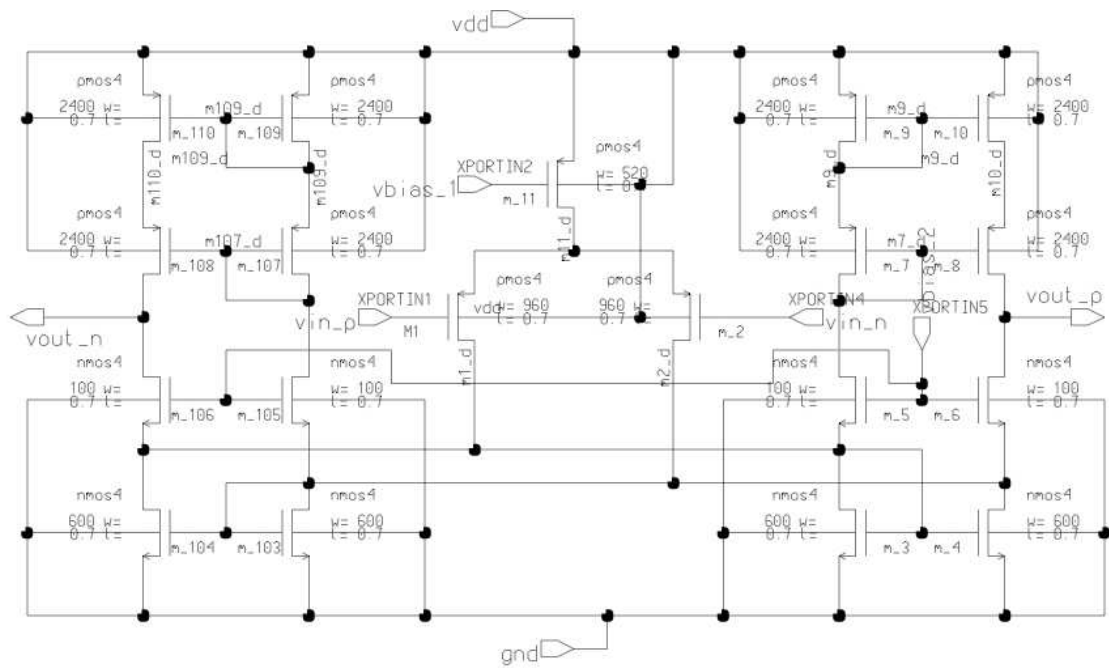 vdd
pmos4
2400 w=
0.7 l=
m_110
m109_d
m109_d
m_109
pmos4
w= 2400
0.7
m110_d
m109_d
pmos4
2400 w=
0.7 l=
m_108
m107_d
m_107
pmos4
w= 2400
0.7
XPORTIN2
vbias_1
m_11
pmos4
w= 520
m11_d
pmos4
2400 w=
0.7 l=
m_9
m9_d
m9_d
m_10
pmos4
w= 2400
0.7
m9_d
m10_d
pmos4
2400 w=
0.7 l=
m_7
m7_d
m_8
pmos4
w= 2400
0.7
vout_n
vin_p
XPORTIN1
M1
pmos4
vdd
w= 960
0.7
pmos4
960 w=
0.7 l=
m_2
XPORTIN4
vin_n
XPORTIN5
vout_p
nmos4
100 w=
0.7 l=
m_106
m_105
nmos4
w= 100
0.7
m1_d
m2_d
nmos4
100 w=
0.7 l=
m_5
m_6
nmos4
w= 100
0.7
nmos4
600 w=
0.7 l=
m_104
m_103
nmos4
w= 600
0.7
nmos4
600 w=
0.7 l=
m_3
m_4
nmos4
w= 600
0.7
gnd